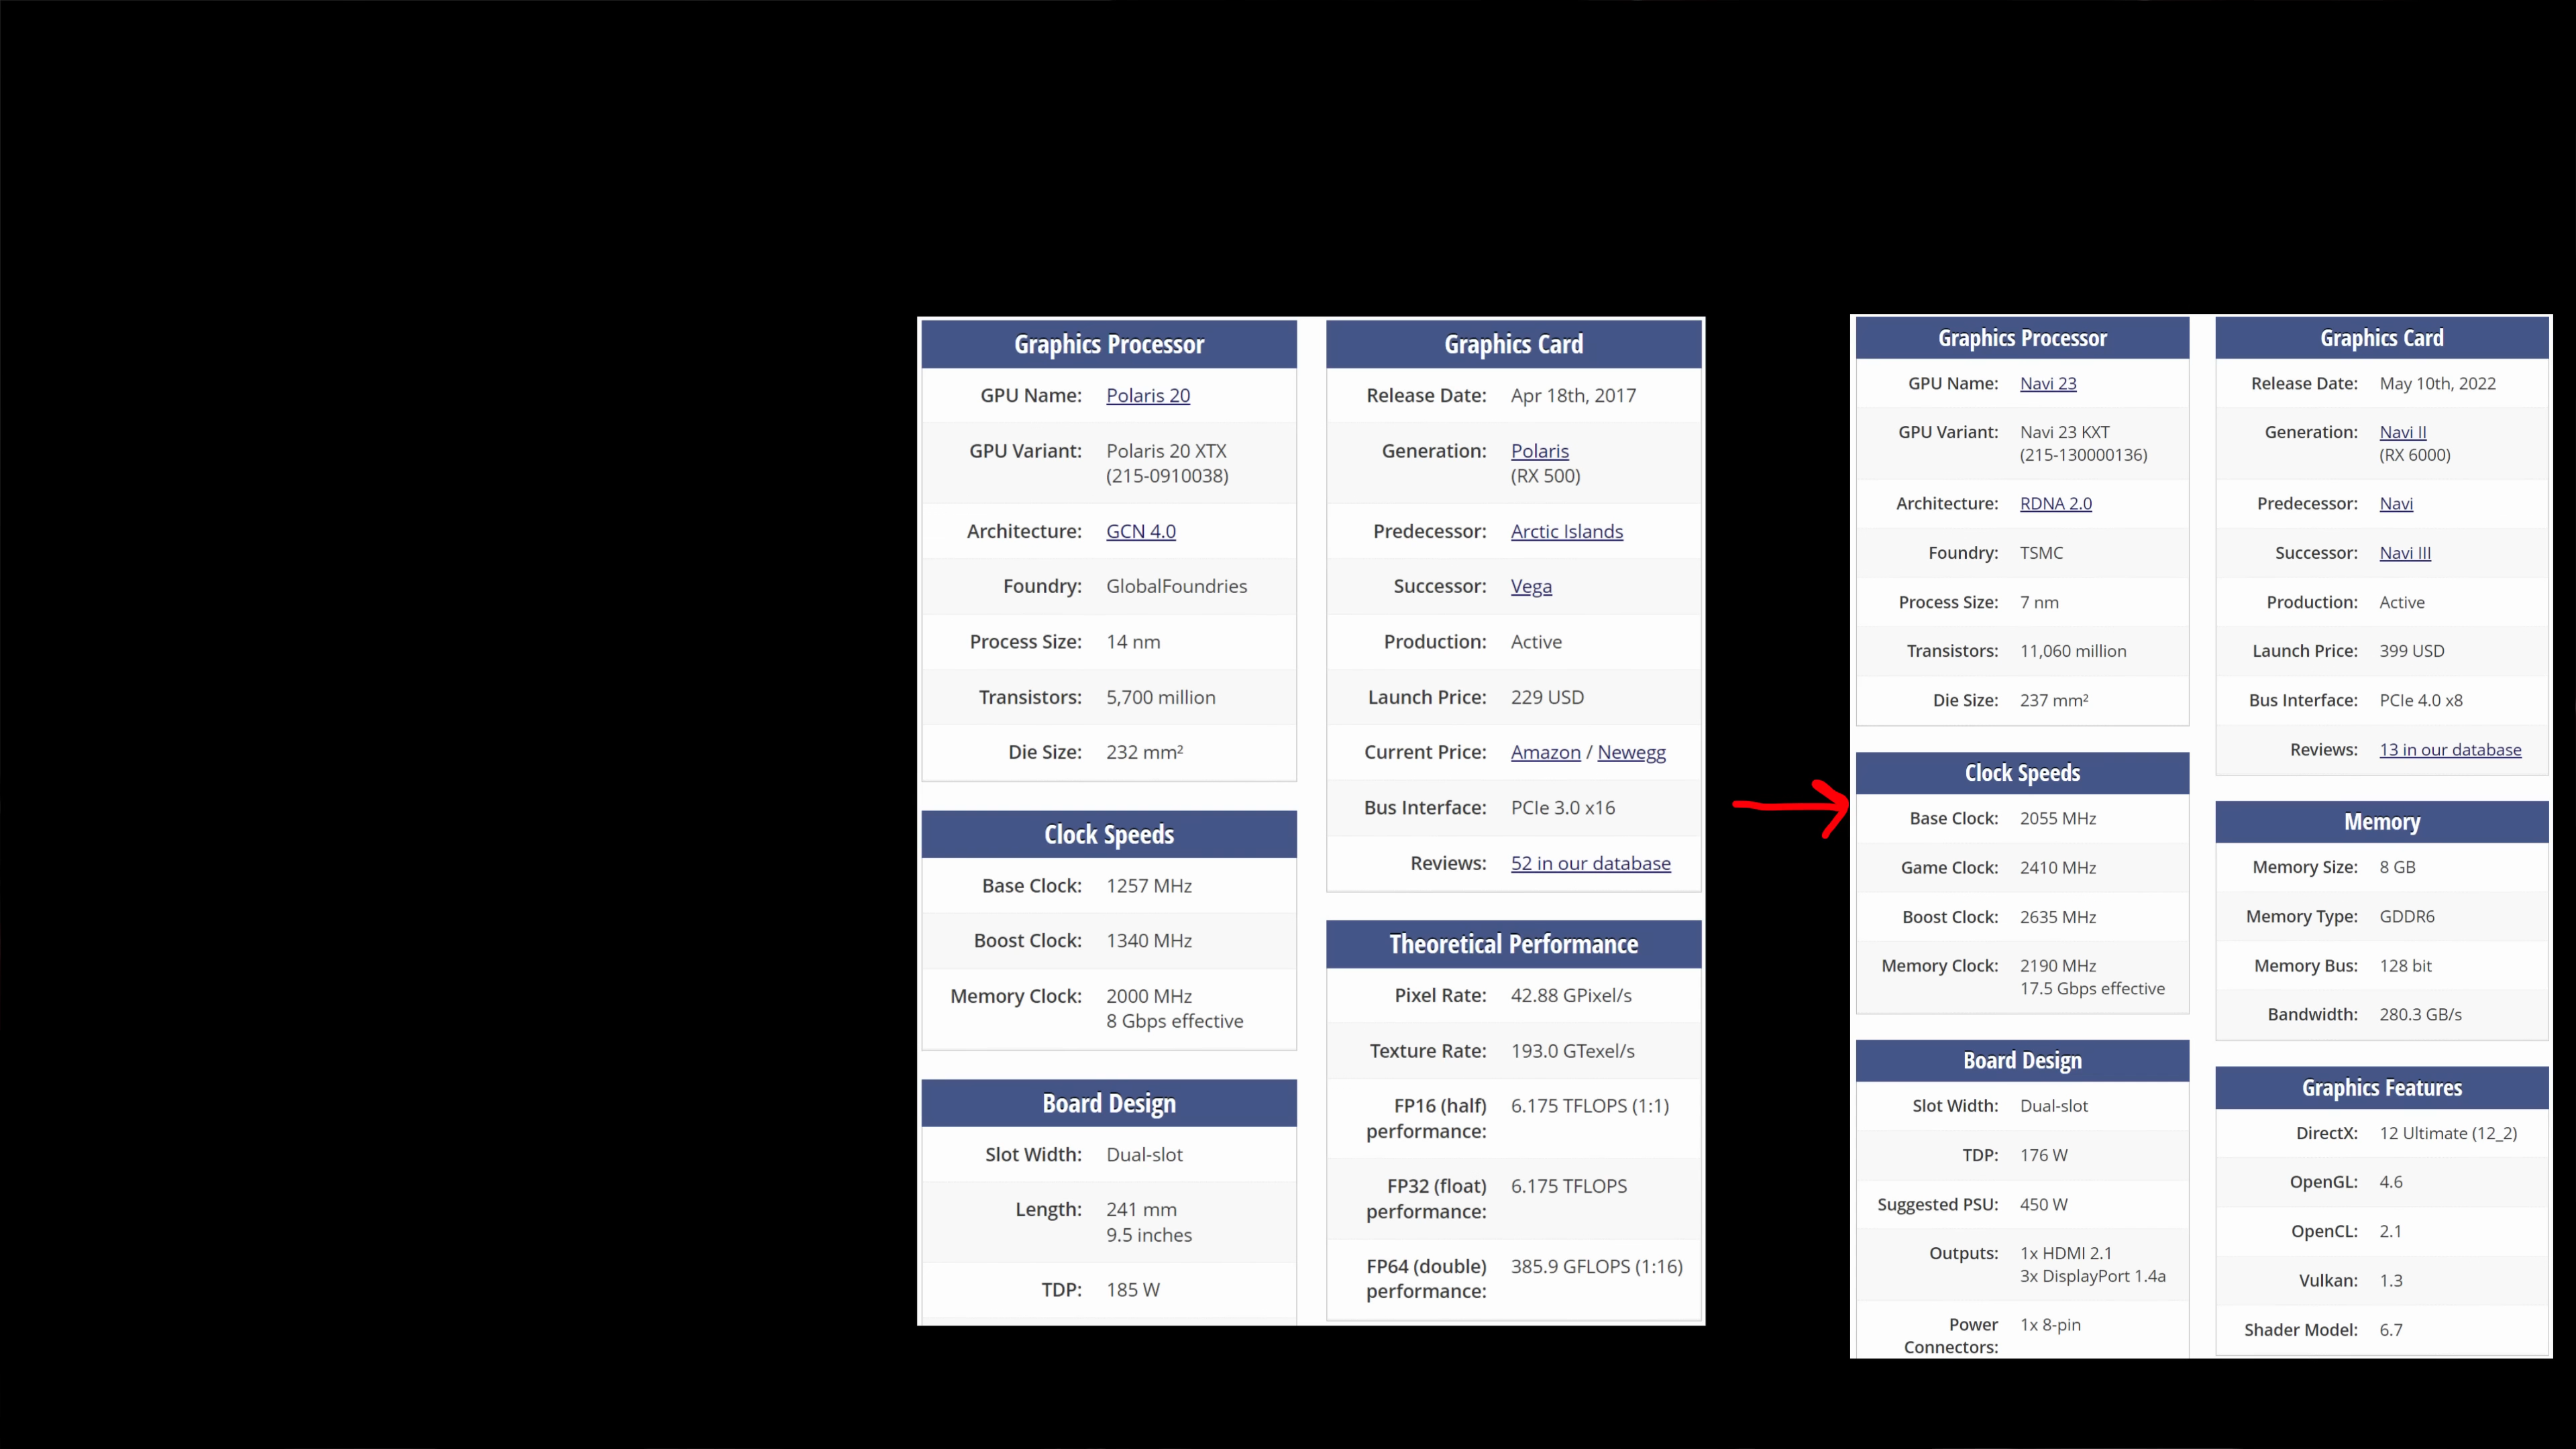 Graphics Processor
GPU Name: Polaris 20
GPU Variant: Polaris 20 XTX
(215-0910038)
Architecture: GCN 4.0
Foundry: GlobalFoundries
Process Size: 14 nm
Transistors: 5,700 million
Die Size: 232 mm²
Clock Speeds
Base Clock: 1257 MHz
Boost Clock: 1340 MHz
Memory Clock: 2000 MHz
8 Gbps effective
Board Design
Slot Width: Dual-slot
Length: 241 mm
9.5 inches
TDP: 185 W
Graphics Card
Release Date: Apr 18th, 2017
Generation: Polaris
(RX 500)
Predecessor: Arctic Islands
Successor: Vega
Production: Active
Launch Price: 229 USD
Current Price: Amazon / Newegg
Bus Interface: PCIe 3.0 x16
Reviews: 52 in our database
Theoretical Performance
Pixel Rate: 42.88 GPixel/s
Texture Rate: 193.0 GTexel/s
FP16 (half) 6.175 TFLOPS (1:1)
performance:
FP32 (float) 6.175 TFLOPS
performance:
FP64 (double) 385.9 GFLOPS (1:16)
performance:
Graphics Processor
GPU Name: Navi 23
GPU Variant: Navi 23 KXT
(215-130000136)
Architecture: RDNA 2.0
Foundry: TSMC
Process Size: 7 nm
Transistors: 11,060 million
Die Size: 237 mm²
Clock Speeds
Base Clock: 2055 MHz
Game Clock: 2410 MHz
Boost Clock: 2635 MHz
Memory Clock: 2190 MHz
17.5 Gbps effective
Board Design
Slot Width: Dual-slot
TDP: 176 W
Suggested PSU: 450 W
Outputs: 1x HDMI 2.1
3x DisplayPort 1.4a
Power 1x 8-pin
Connectors:
Graphics Card
Release Date: May 10th, 2022
Generation: Navi II
(RX 6000)
Predecessor: Navi
Successor: Navi III
Production: Active
Launch Price: 399 USD
Bus Interface: PCIe 4.0 x8
Reviews: 13 in our database
Memory
Memory Size: 8 GB
Memory Type: GDDR6
Memory Bus: 128 bit
Bandwidth: 280.3 GB/s
Graphics Features
DirectX: 12 Ultimate (12_2)
OpenGL: 4.6
OpenCL: 2.1
Vulkan: 1.3
Shader Model: 6.7